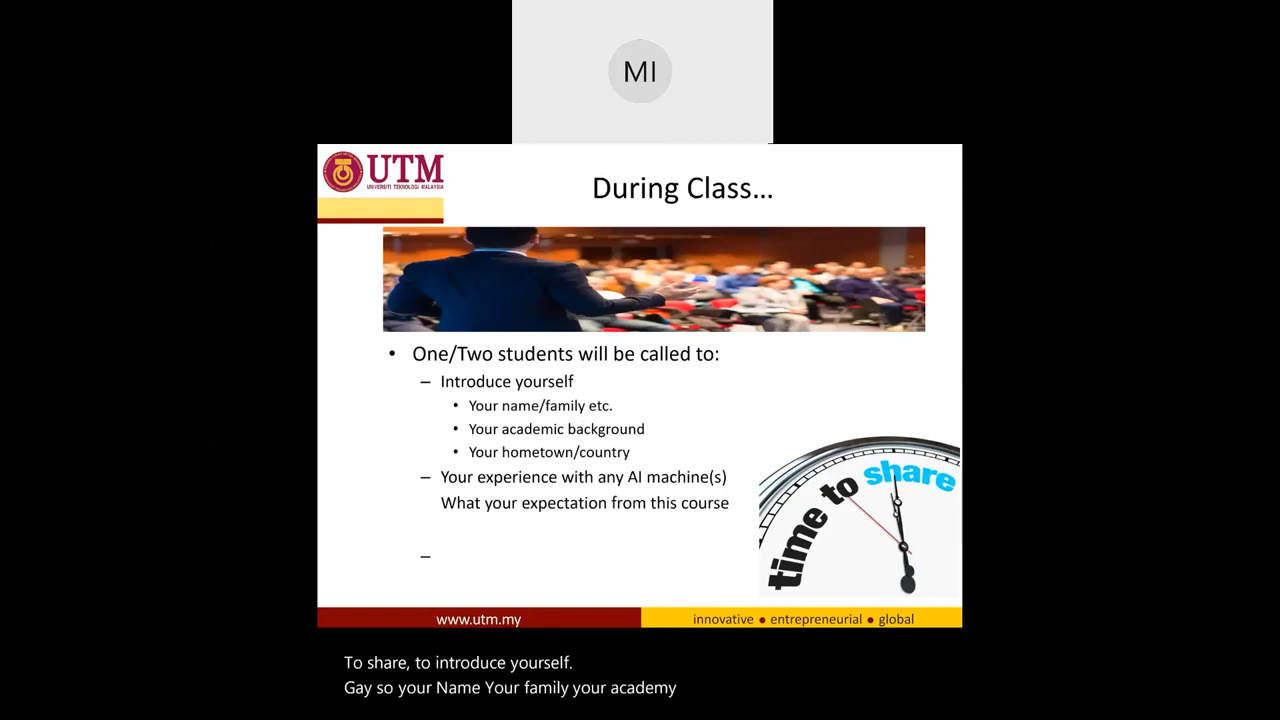 MI
UTM
UNIVERSITI TEKNOLOGI MALAYSIA
During Class...
• One/Two students will be called to:
– Introduce yourself
• Your name/family etc.
• Your academic background
• Your hometown/country
– Your experience with any AI machine(s)
What your expectation from this course
–
time to share
www.utm.my
innovative ● entrepreneurial ● global
To share, to introduce yourself.
Gay so your Name Your family your academy